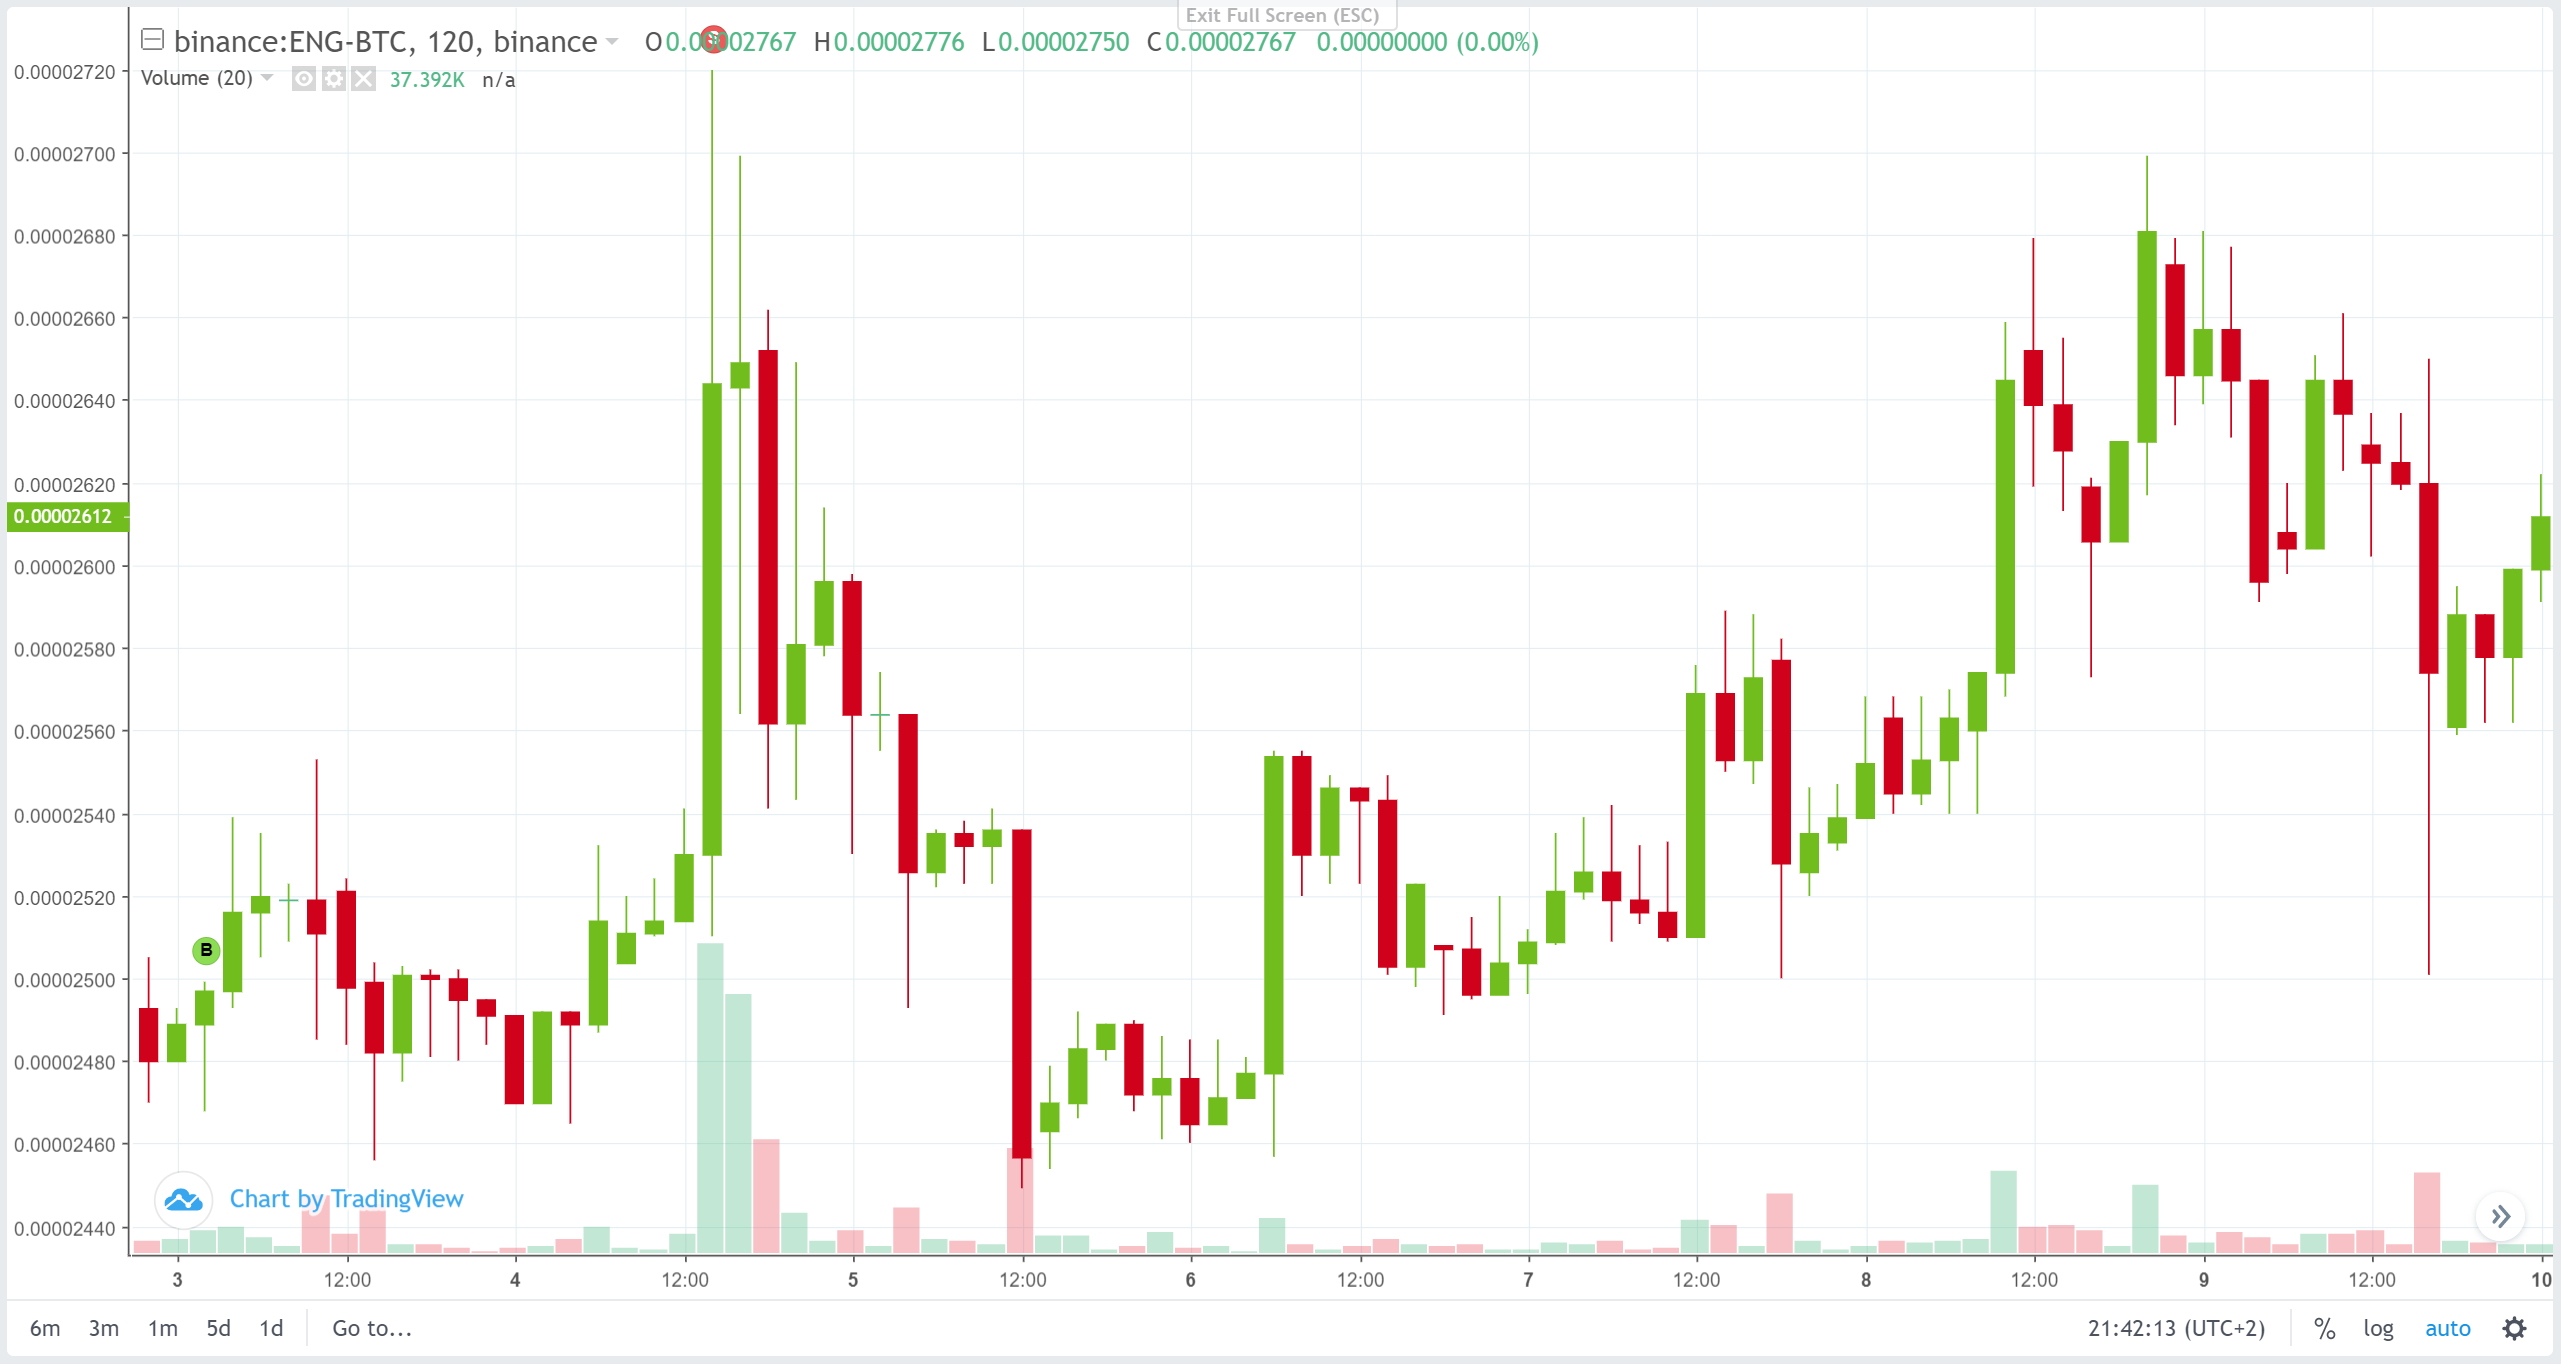 Exit Full Screen (ESC)
binance:ENG-BTC, 120, binance O0.00002767 H0.00002776 L0.00002750 C0.00002767 0.00000000 (0.00%)
Volume (20) 37.392K n/a
0.00002720
0.00002700
0.00002680
0.00002660
0.00002640
0.00002620
0.00002612
0.00002600
0.00002580
0.00002560
0.00002540
0.00002520
B
0.00002500
0.00002480
0.00002460
Chart by TradingView
0.00002440
3 12:00 4 12:00 5 12:00 6 12:00 7 12:00 8 12:00 9 12:00 10
6m 3m 1m 5d 1d Go to... 21:42:13 (UTC+2) % log auto